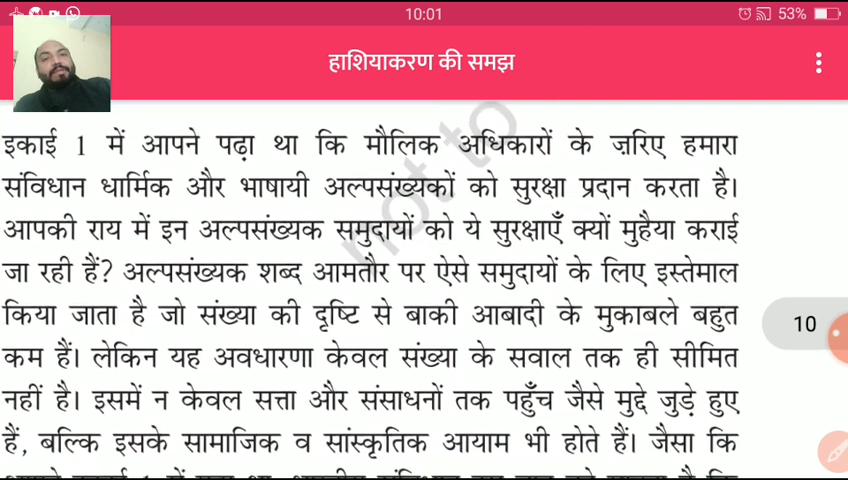 10:01
53%
हाशियाकरण की समझ
not to
इकाई 1 में आपने पढ़ा था कि मौलिक अधिकारों के ज़रिए हमारा
संविधान धार्मिक और भाषायी अल्पसंख्यकों को सुरक्षा प्रदान करता है।
आपकी राय में इन अल्पसंख्यक समुदायों को ये सुरक्षाएँ क्यों मुहैया कराई
जा रही हैं? अल्पसंख्यक शब्द आमतौर पर ऐसे समुदायों के लिए इस्तेमाल
किया जाता है जो संख्या की दृष्टि से बाकी आबादी के मुकाबले बहुत
10
कम हैं। लेकिन यह अवधारणा केवल संख्या के सवाल तक ही सीमित
नहीं है। इसमें न केवल सत्ता और संसाधनों तक पहुँच जैसे मुद्दे जुड़े हुए
हैं, बल्कि इसके सामाजिक व सांस्कृतिक आयाम भी होते हैं। जैसा कि